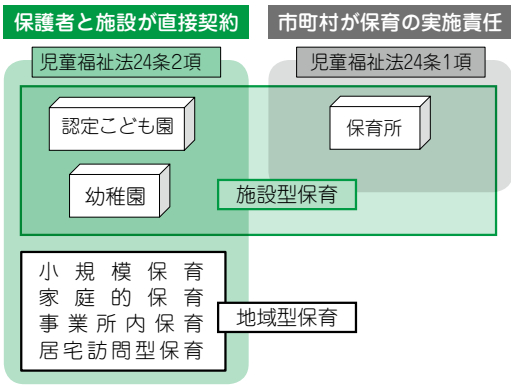 保護者と施設が直接契約
市町村が保育の実施責任
児童福祉法24条2項
児童福祉法24条1項
認定こども園
保育所
幼稚園
施設型保育
小規模保育
家庭的保育
事業所内保育
居宅訪問型保育
地域型保育